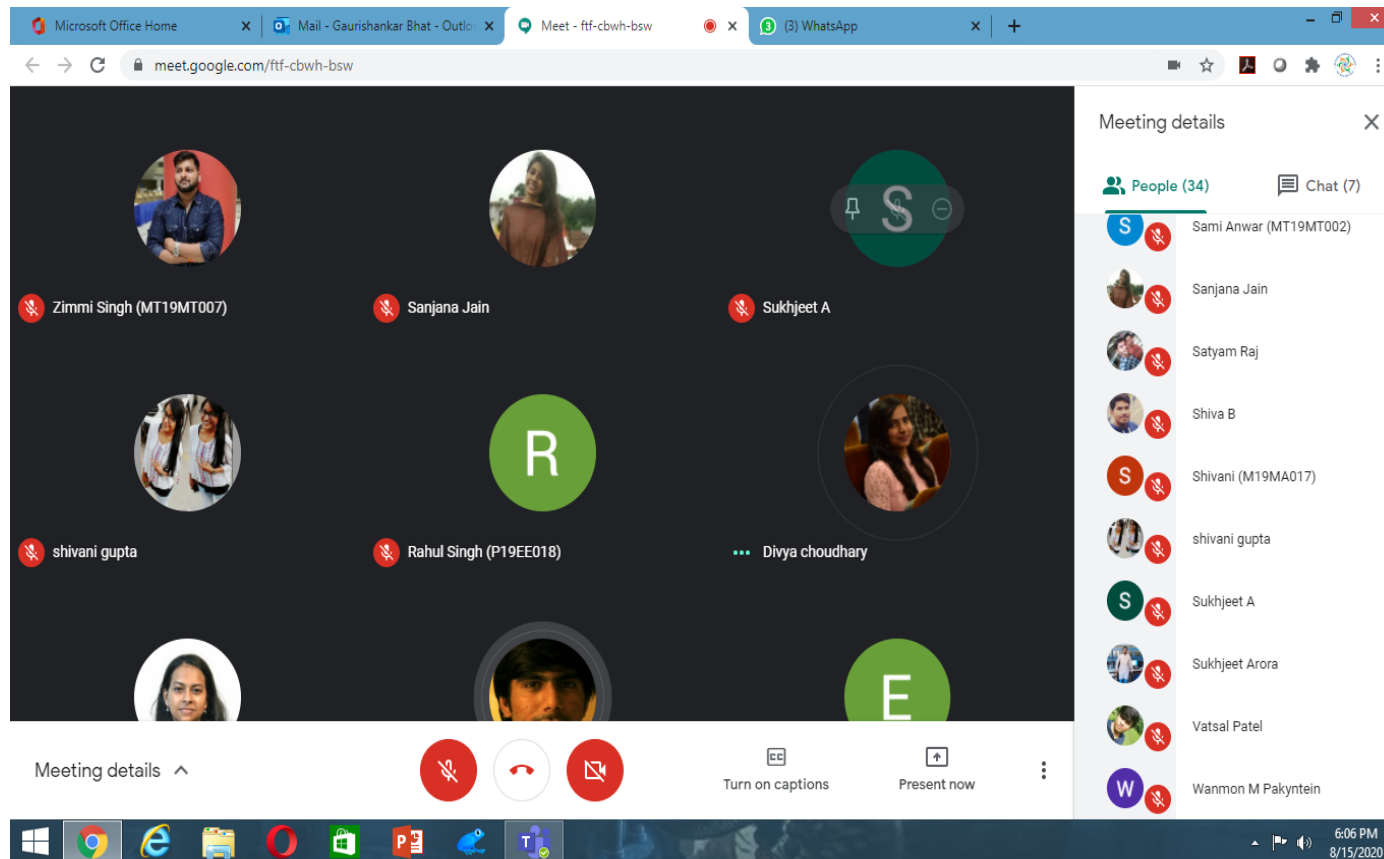 Microsoft Office Home
Mail - Gaurishankar Bhat - Outlo
Meet - ftf-cbwh-bsw
(3) WhatsApp
meet.google.com/ftf-cbwh-bsw
Meeting details
People (34)
Chat (7)
Zimmi Singh (MT19MT007)
Sanjana Jain
S
Sukhjeet A
shivani gupta
R
Rahul Singh (P19EE018)
Divya choudhary
E
S
Sami Anwar (MT19MT002)
Sanjana Jain
Satyam Raj
Shiva B
S
Shivani (M19MA017)
shivani gupta
S
Sukhjeet A
Sukhjeet Arora
Vatsal Patel
W
Wanmon M Pakyntein
Meeting details
CC
Turn on captions
Present now
6:06 PM
8/15/2020